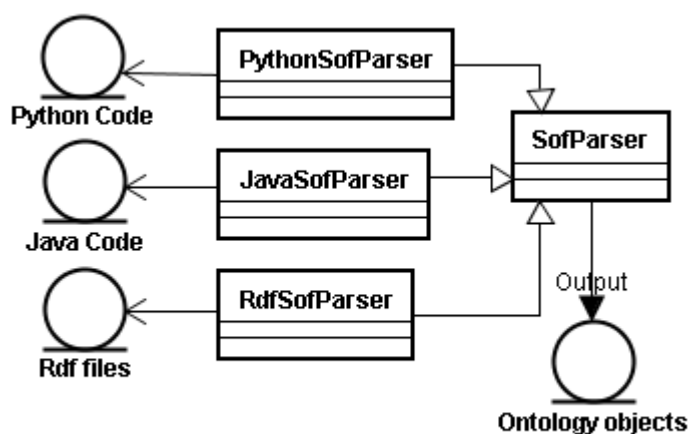 PythonSofParser
Python Code
SofParser
JavaSofParser
Java Code
RdfSofParser
Output
Rdf files
Ontology objects